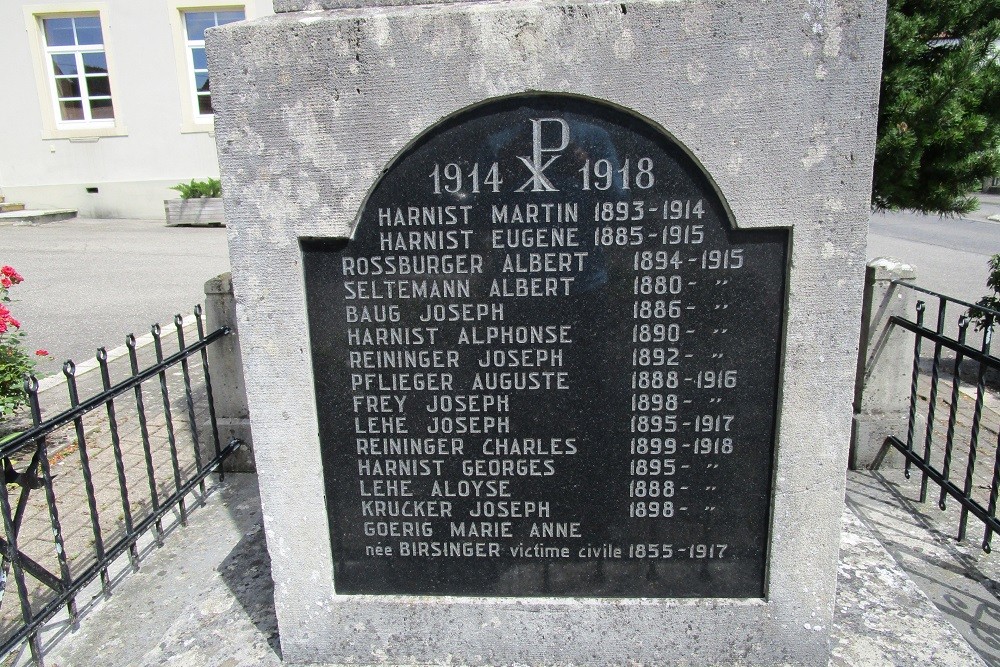 1914 ☧ 1918
HARNIST MARTIN 1893-1914
HARNIST EUGENE 1885-1915
ROSSBURGER ALBERT 1894-1915
SELTEMANN ALBERT 1880- "
BAUG JOSEPH 1886- "
HARNIST ALPHONSE 1890- "
REININGER JOSEPH 1892- "
PFLIEGER AUGUSTE 1888-1916
FREY JOSEPH 1898- "
LEHE JOSEPH 1895-1917
REININGER CHARLES 1899-1918
HARNIST GEORGES 1895- "
LEHE ALOYSE 1888- "
KRUCKER JOSEPH 1898- "
GOERIG MARIE ANNE
née BIRSINGER victime civile 1855-1917